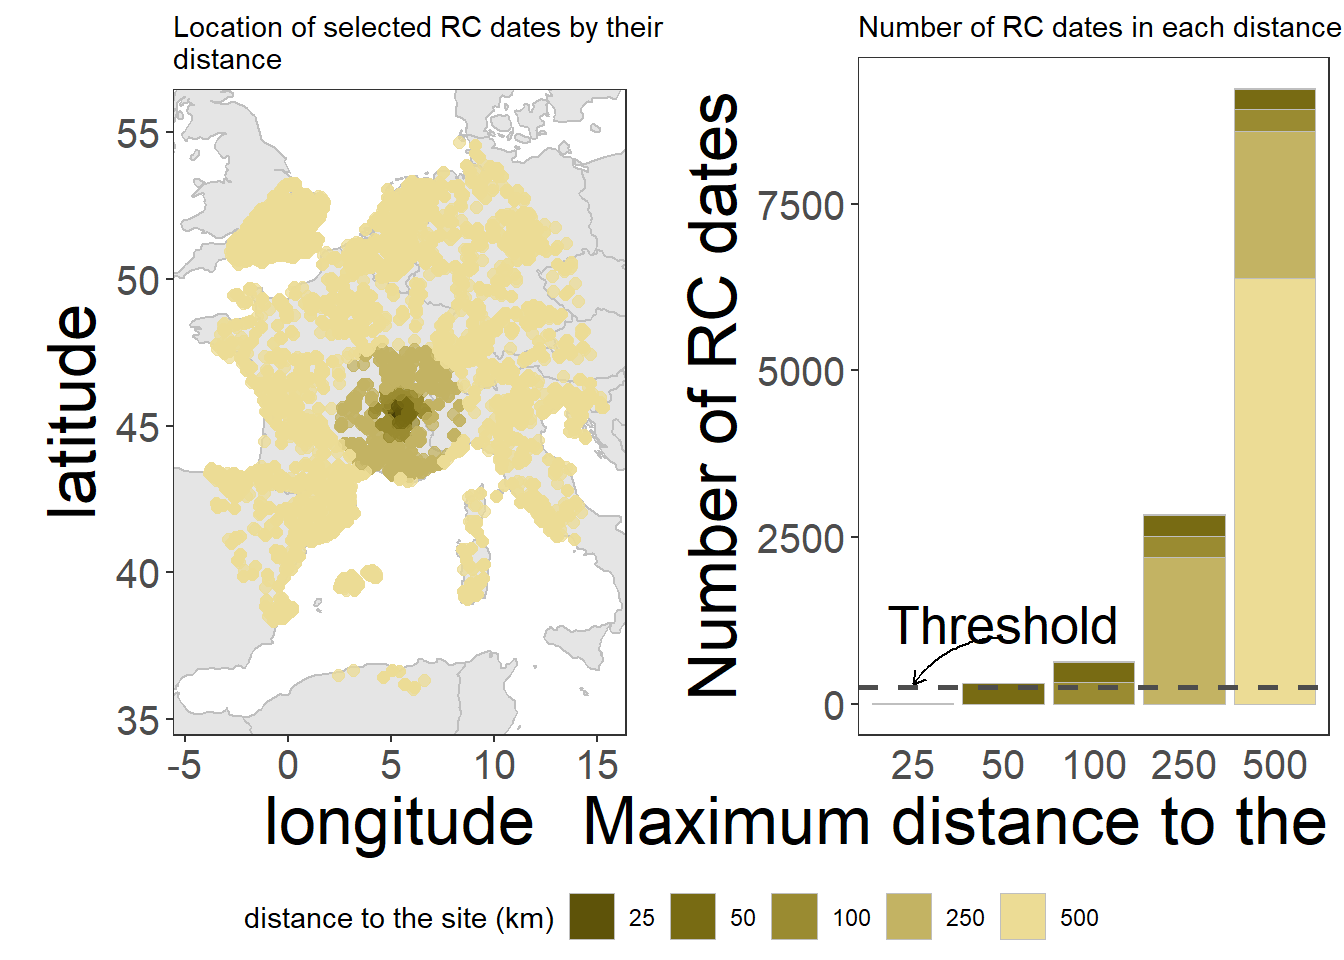 Location of selected RC dates by their
distance
Number of RC dates in each distance
55
50
45
40
35
latitude
-5 0 5 10 15
longitude
Number of RC dates
7500
5000
2500
0
Threshold
25 50 100 250 500
Maximum distance to the
distance to the site (km) 25 50 100 250 500